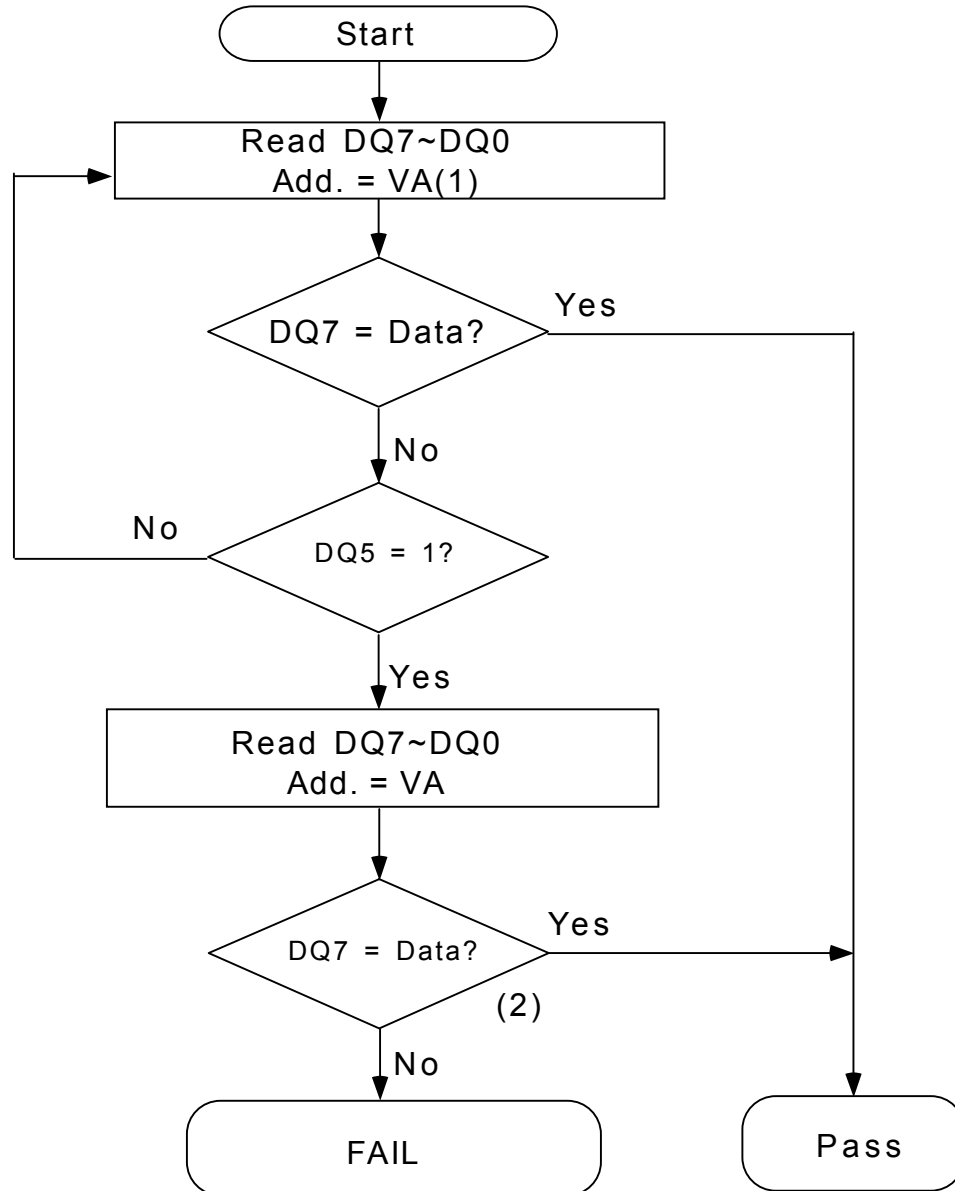 Start
Read DQ7~DQ0
Add. = VA(1)
Yes
DQ7 = Data?
No
No
DQ5 = 1?
Yes
Read DQ7~DQ0
Add. = VA
Yes
DQ7 = Data?
(2)
No
FAIL
Pass